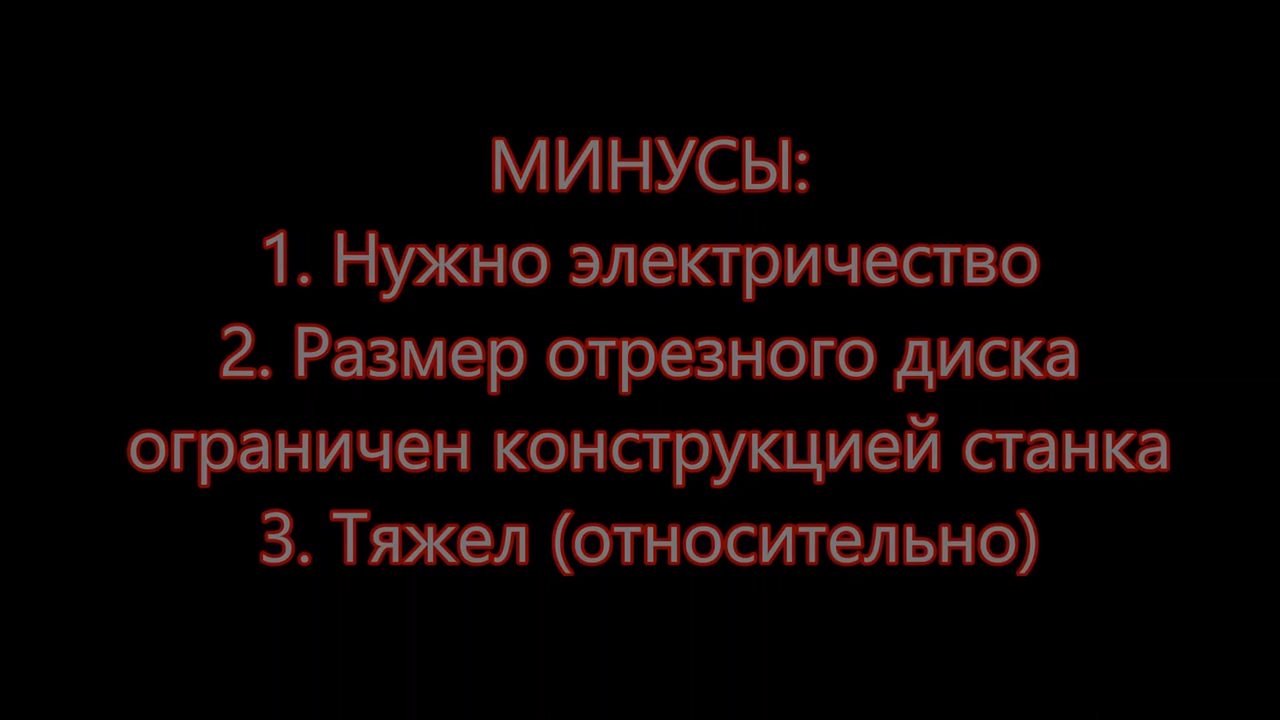 МИНУСЫ:
1. Нужно электричество
2. Размер отрезного диска
ограничен конструкцией станка
3. Тяжел (относительно)